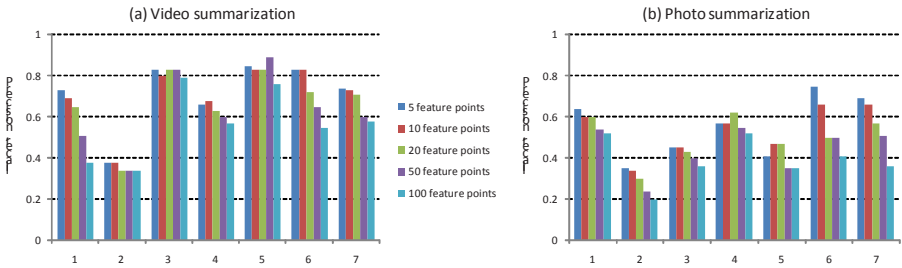 (a) Video summarization
1
0.8
0.6
0.4
0.2
0
1 2 3 4 5 6 7
5 feature points
10 feature points
20 feature points
50 feature points
100 feature points
(b) Photo summarization
1
0.8
0.6
0.4
0.2
0
1 2 3 4 5 6 7